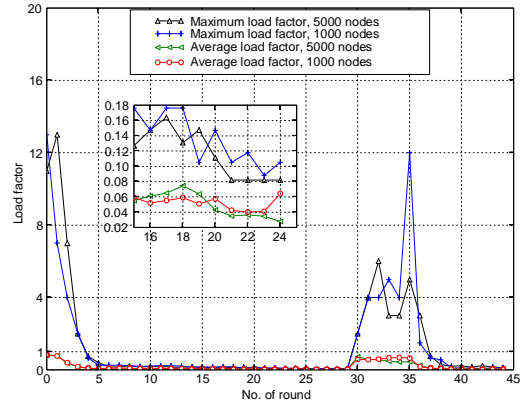 Maximum load factor, 5000 nodes
Maximum load factor, 1000 nodes
Average load factor, 5000 nodes
Average load factor, 1000 nodes
20
16
12
8
4
1
0
Load factor
0.18
0.16
0.14
0.12
0.10
0.08
0.06
0.04
0.02
16 18 20 22 24
0 5 10 15 20 25 30 35 40 45
No. of round